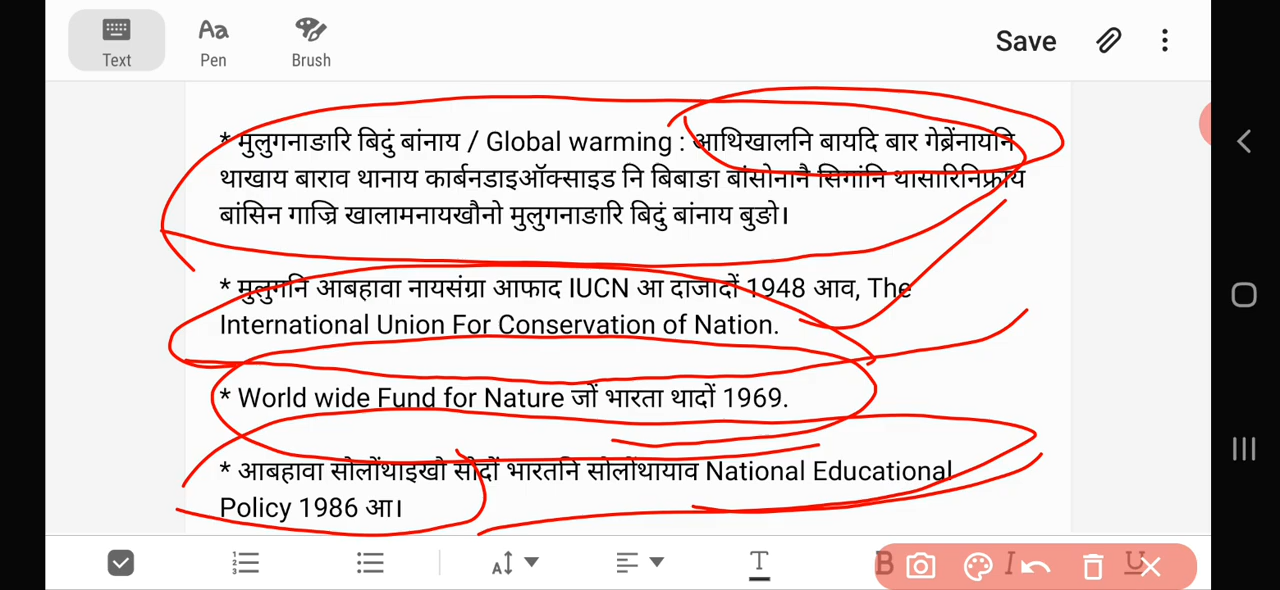 Text
Aa
Pen
Brush
Save
* मुलुगनाङारि बिदुं बांनाय / Global warming : आथिखालनि बायदि बार गेब्रेंनायनि
थाखाय बाराव थानाय कार्बनडाइऑक्साइड नि बिबाङा बांसोनानै सिगांनि थासारिनिफ्राय
बांसिन गाज्रि खालामनायखौनो मुलुगनाङारि बिदुं बांनाय बुङो।
* मुलुगनि आबहावा नायसंग्रा आफाद IUCN आ दाजादों 1948 आव, The
International Union For Conservation of Nation.
* World wide Fund for Nature जों भारता थादों 1969.
* आबहावा सोलोंथाइखौ सोदों भारतनि सोलोंथायाव National Educational
Policy 1986 आ।
T
B
I
U